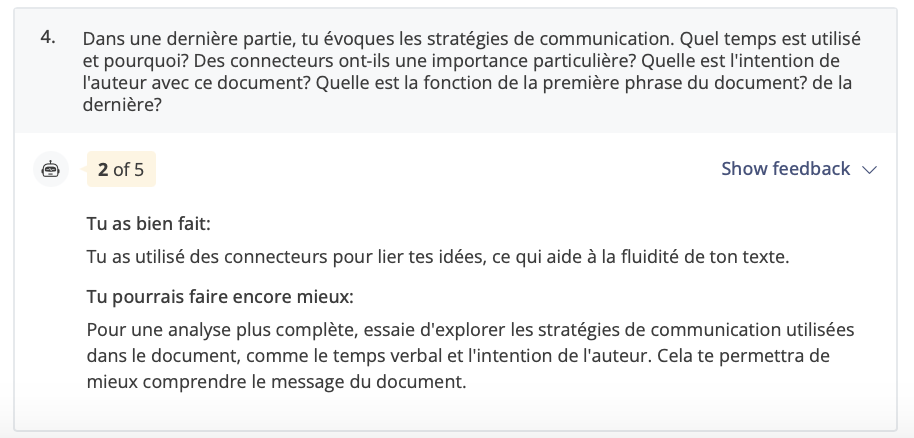 4. Dans une dernière partie, tu évoques les stratégies de communication. Quel temps est utilisé
et pourquoi? Des connecteurs ont-ils une importance particulière? Quelle est l'intention de
l'auteur avec ce document? Quelle est la fonction de la première phrase du document? de la
dernière?
2 of 5
Show feedback
Tu as bien fait:
Tu as utilisé des connecteurs pour lier tes idées, ce qui aide à la fluidité de ton texte.
Tu pourrais faire encore mieux:
Pour une analyse plus complète, essaie d'explorer les stratégies de communication utilisées
dans le document, comme le temps verbal et l'intention de l'auteur. Cela te permettra de
mieux comprendre le message du document.